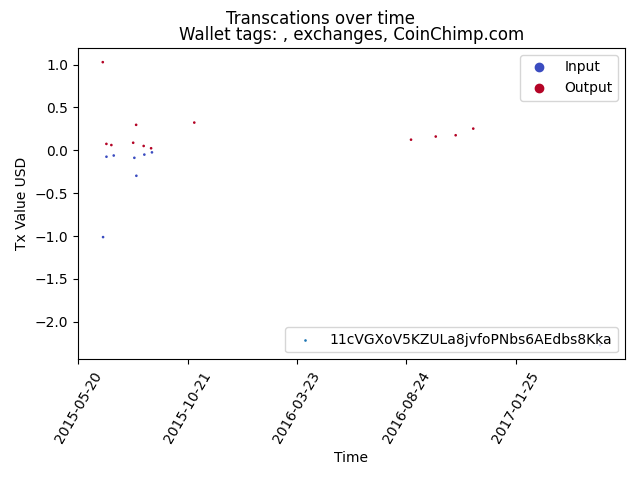 Transcations over time
Wallet tags: , exchanges, CoinChimp.com
Input
Output
1.0
0.5
0.0
−0.5
−1.0
−1.5
−2.0
Tx Value USD
11cVGXoV5KZULa8jvfoPNbs6AEdbs8Kka
2015-05-20
2015-10-21
2016-03-23
2016-08-24
2017-01-25
Time